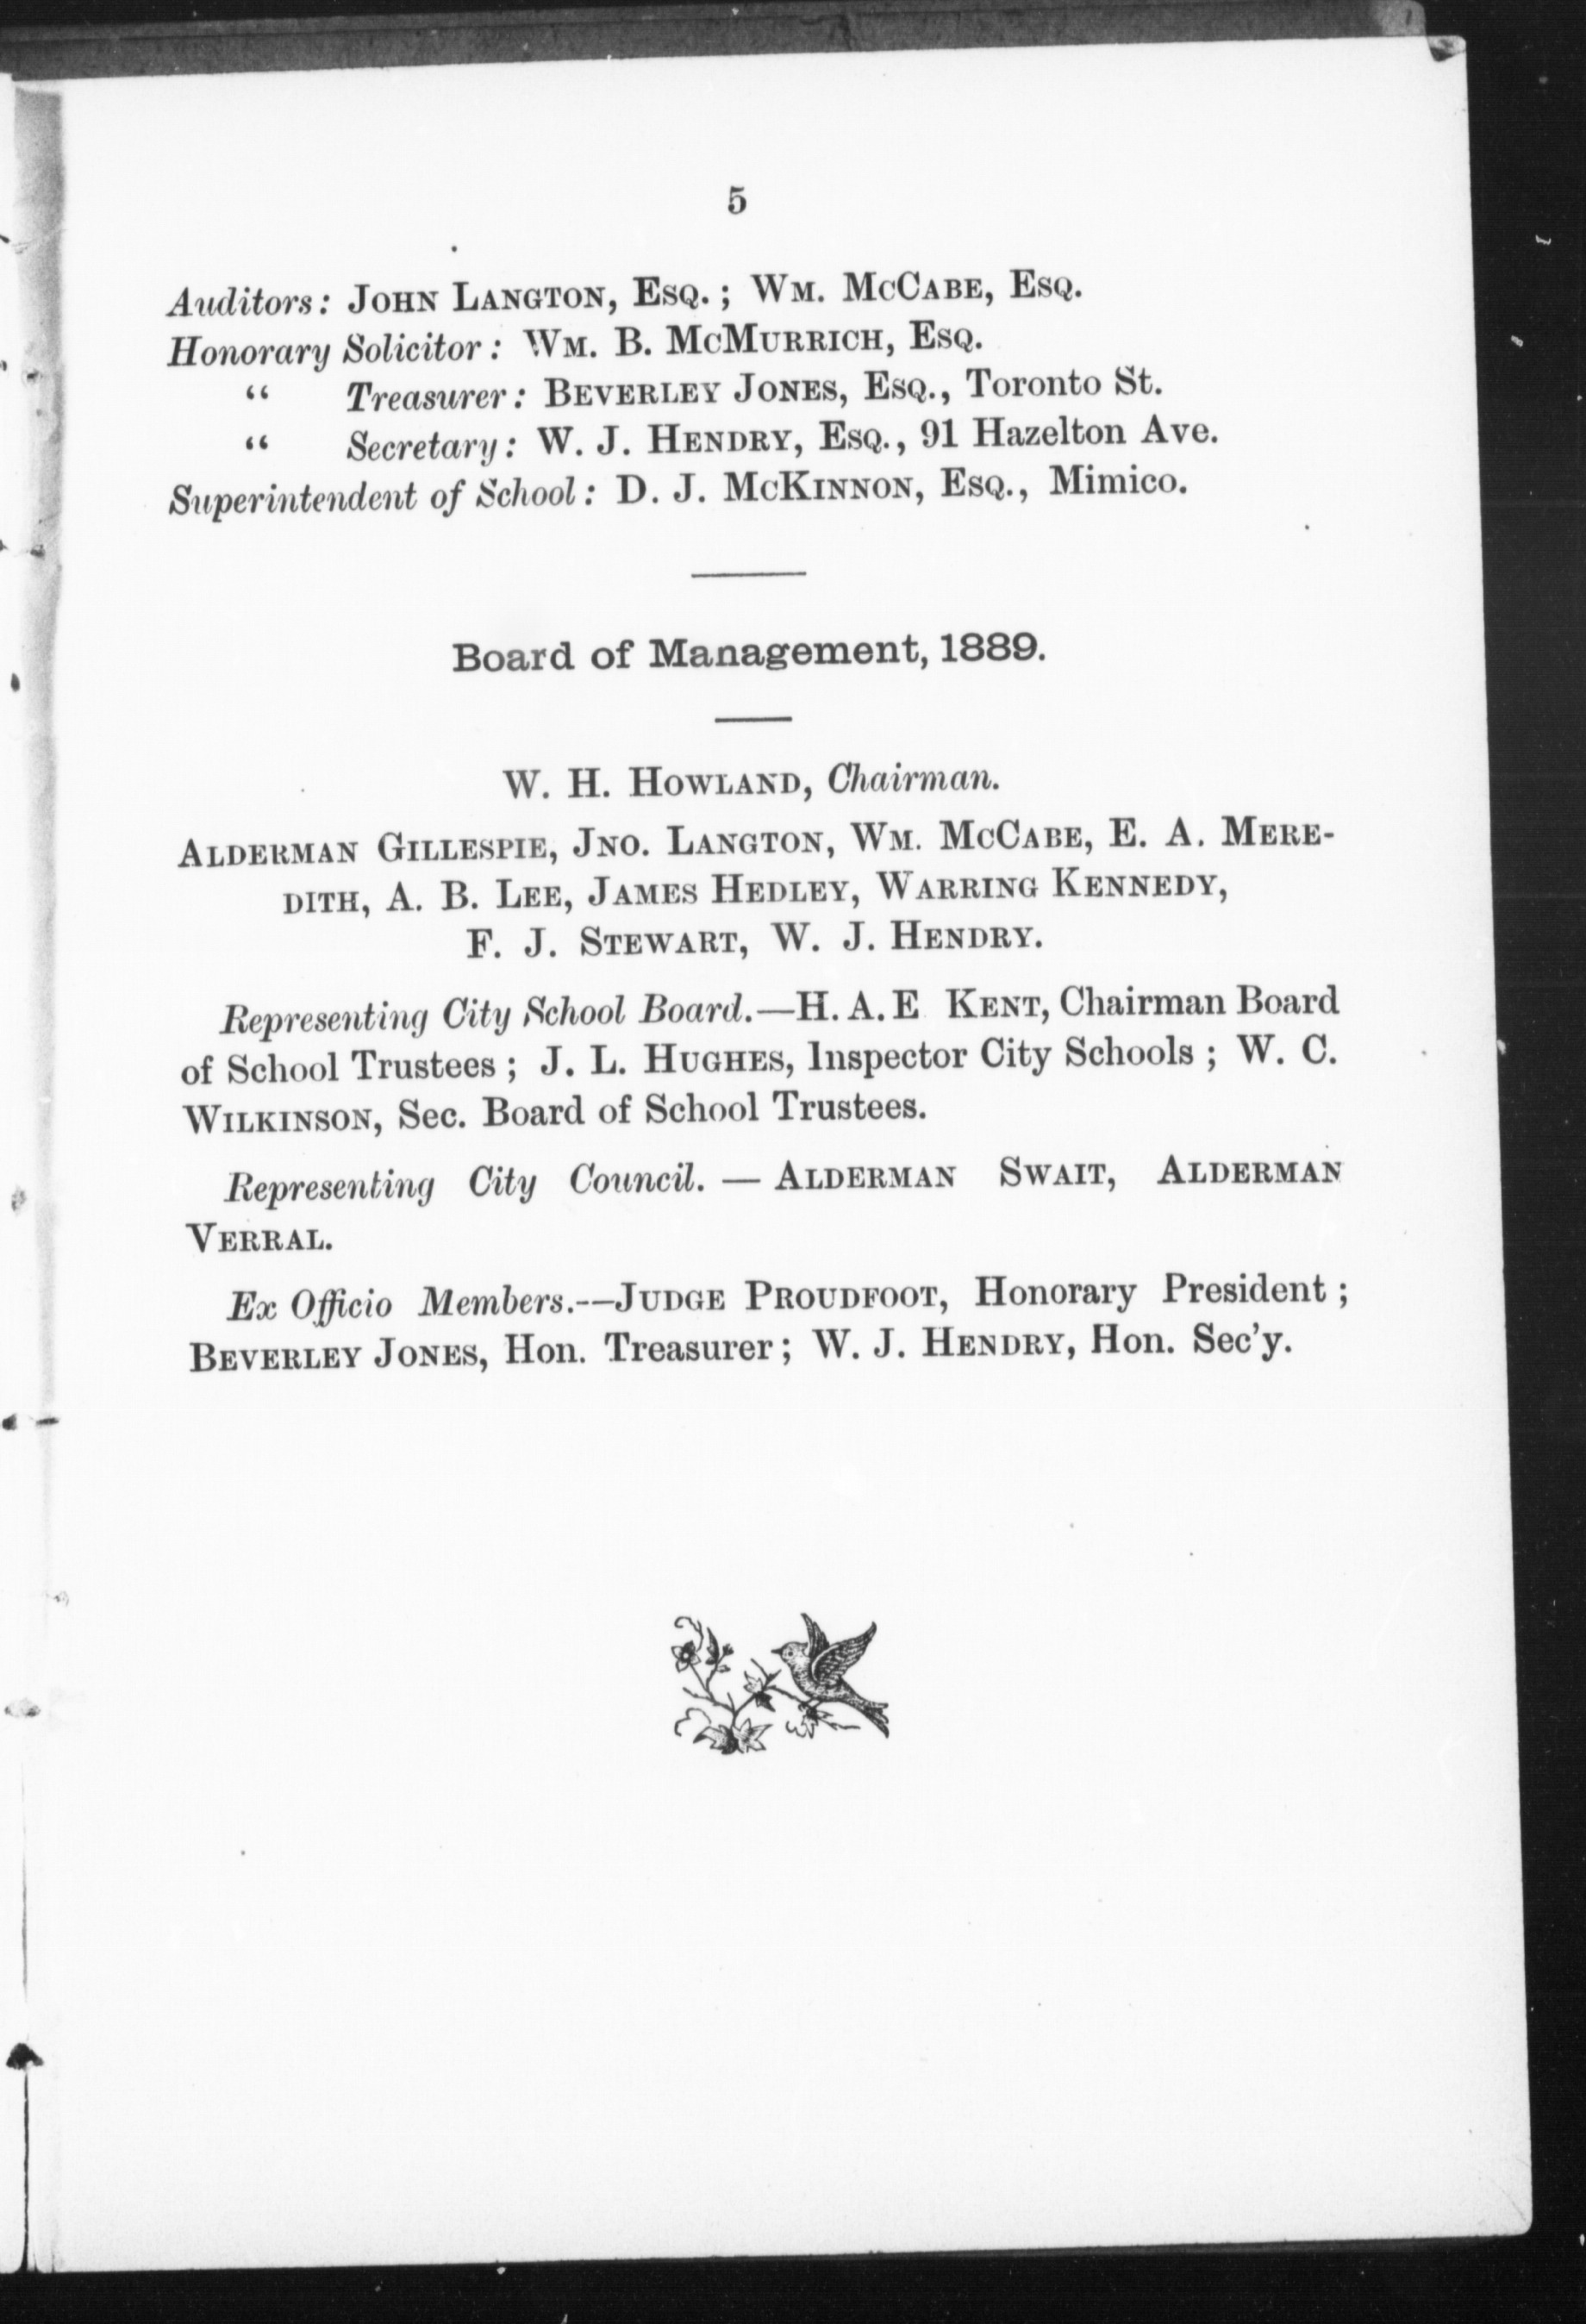 5
Auditors: John Langton, Esq. ; Wm. McCabe, Esq.
Honorary Solicitor : Wm. B. McMurrich, Esq.
“ Treasurer : Beverley Jones, Esq., Toronto St.
“ Secretary : W. J. Hendry, Esq., 91 Hazelton Ave.
Superintendent of School : D. J. McKinnon, Esq., Mimico.
Board of Management, 1889.
W. H. Howland, Chairman.
Alderman Gillespie, Jno. Langton, Wm. McCabe, E. A. Mere-
dith, A. B. Lee, James Hedley, Warring Kennedy,
F. J. Stewart, W. J. Hendry.
Representing City School Board.—H. A. E Kent, Chairman Board
of School Trustees ; J. L. Hughes, Inspector City Schools ; W. C.
Wilkinson, Sec. Board of School Trustees.
Representing City Council. — Alderman Swait, Alderman
Verral.
Ex Officio Members.--Judge Proudfoot, Honorary President ;
Beverley Jones, Hon. Treasurer ; W. J. Hendry, Hon. Sec’y.